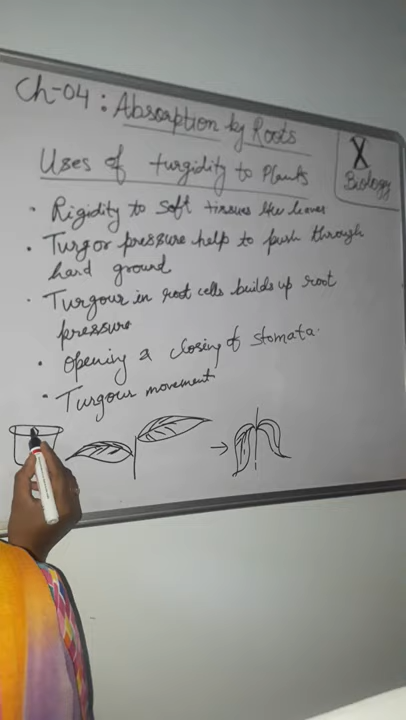 Ch-04 : Absorption by Roots
X
Biology
Uses of turgidity to Plants
• Rigidity to soft tissues like leaves
• Turgor pressure help to push through
hard ground
• Turgour in root cells builds up root
pressure
• Opening & closing of stomata.
• Turgour movement